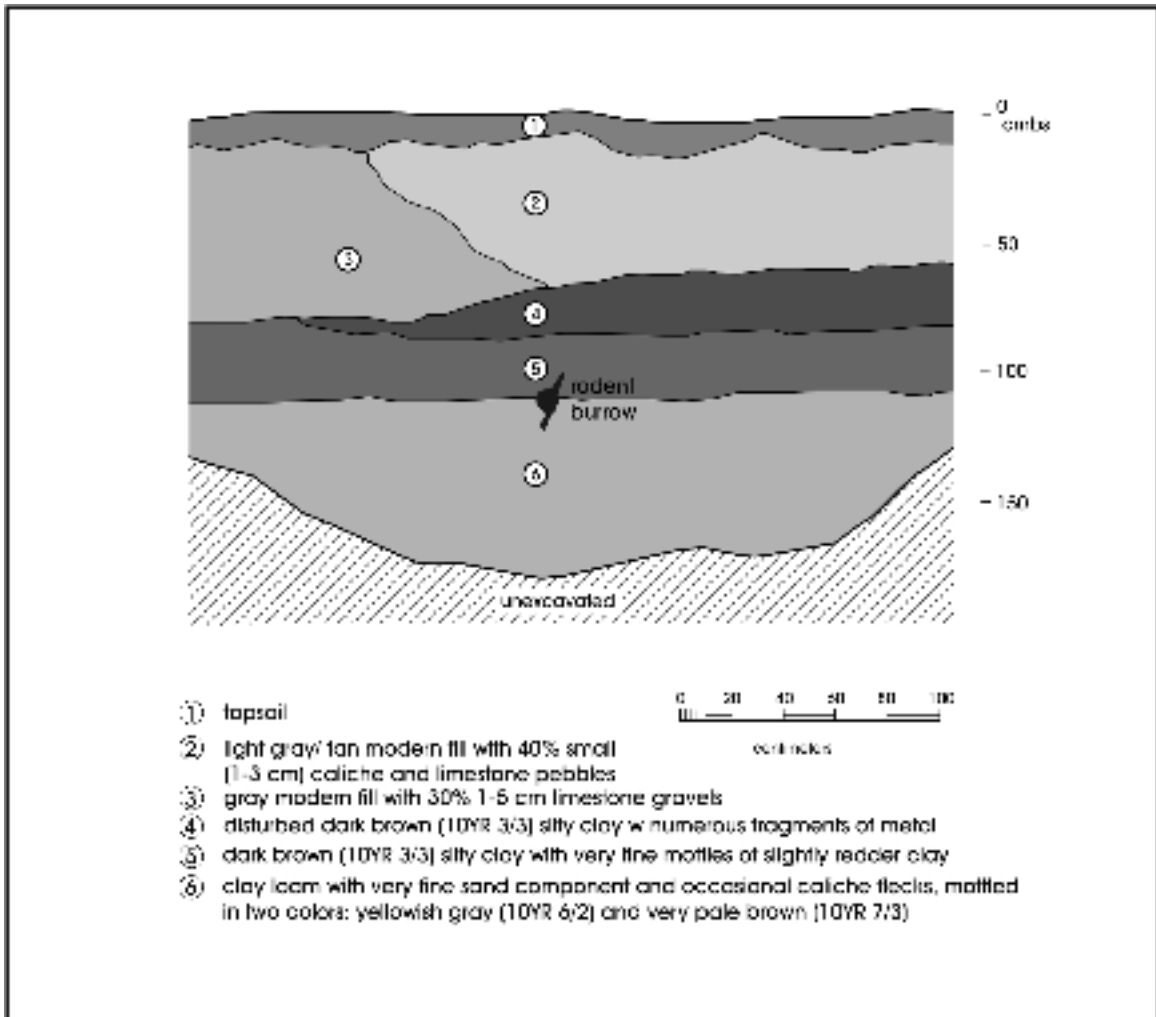 0
cmbs
1
2
50
3
4
5
100
rodent
burrow
6
150
unexcavated
0 20 40 60 80 100
centimeters
1 topsoil
2 light gray/ tan modern fill with 40% small
(1-3 cm) caliche and limestone pebbles
3 gray modern fill with 30% 1-5 cm limestone gravels
4 disturbed dark brown (10YR 3/3) silty clay w numerous fragments of metal
5 dark brown (10YR 3/3) silty clay with very fine mottles of slightly redder clay
6 clay loam with very fine sand component and occasional caliche flecks, mottled
in two colors: yellowish gray (10YR 6/2) and very pale brown (10YR 7/3)